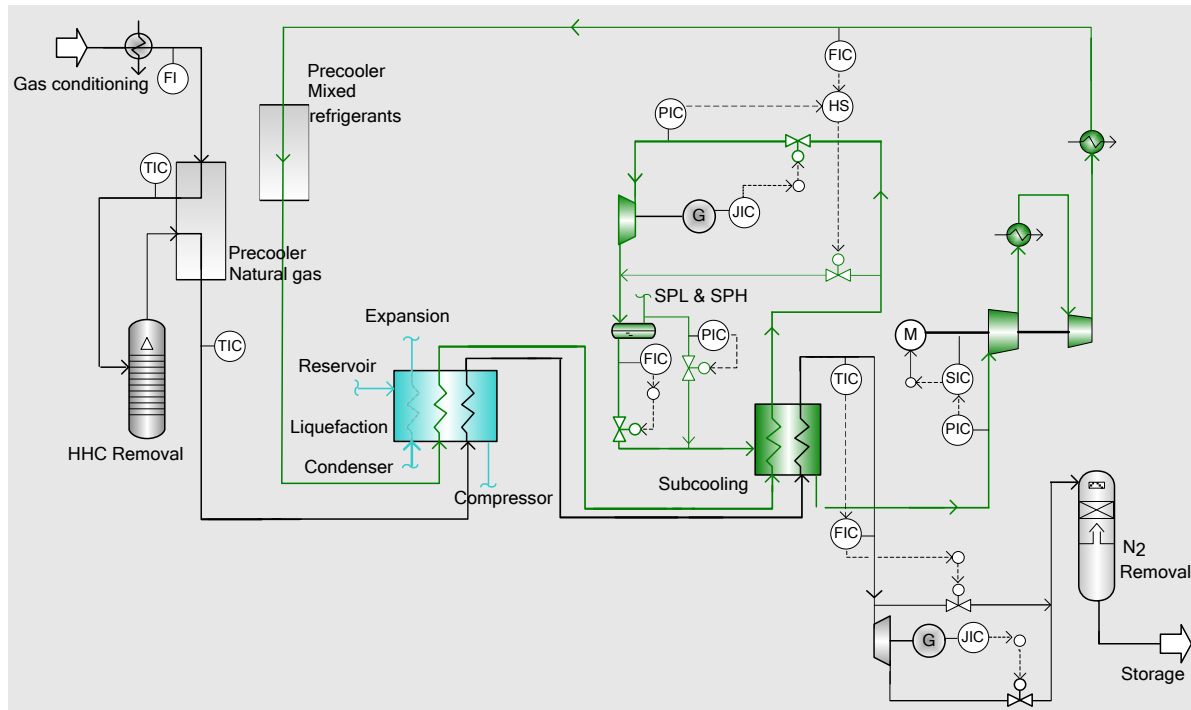 Gas conditioning
FI
Precooler
Mixed
refrigerants
FIC
PIC
HS
TIC
G
JIC
Precooler
Natural gas
SPL & SPH
Expansion
TIC
PIC
M
Reservoir
FIC
TIC
SIC
Liquefaction
PIC
HHC Removal
Condenser
Subcooling
Compressor
FIC
N2
Removal
G
JIC
Storage